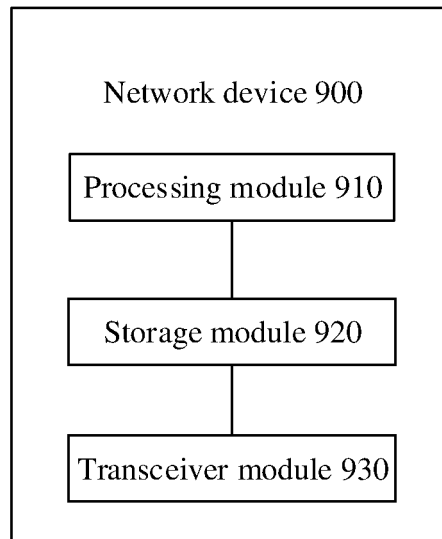 Network device 900
Processing module 910
Storage module 920
Transceiver module 930